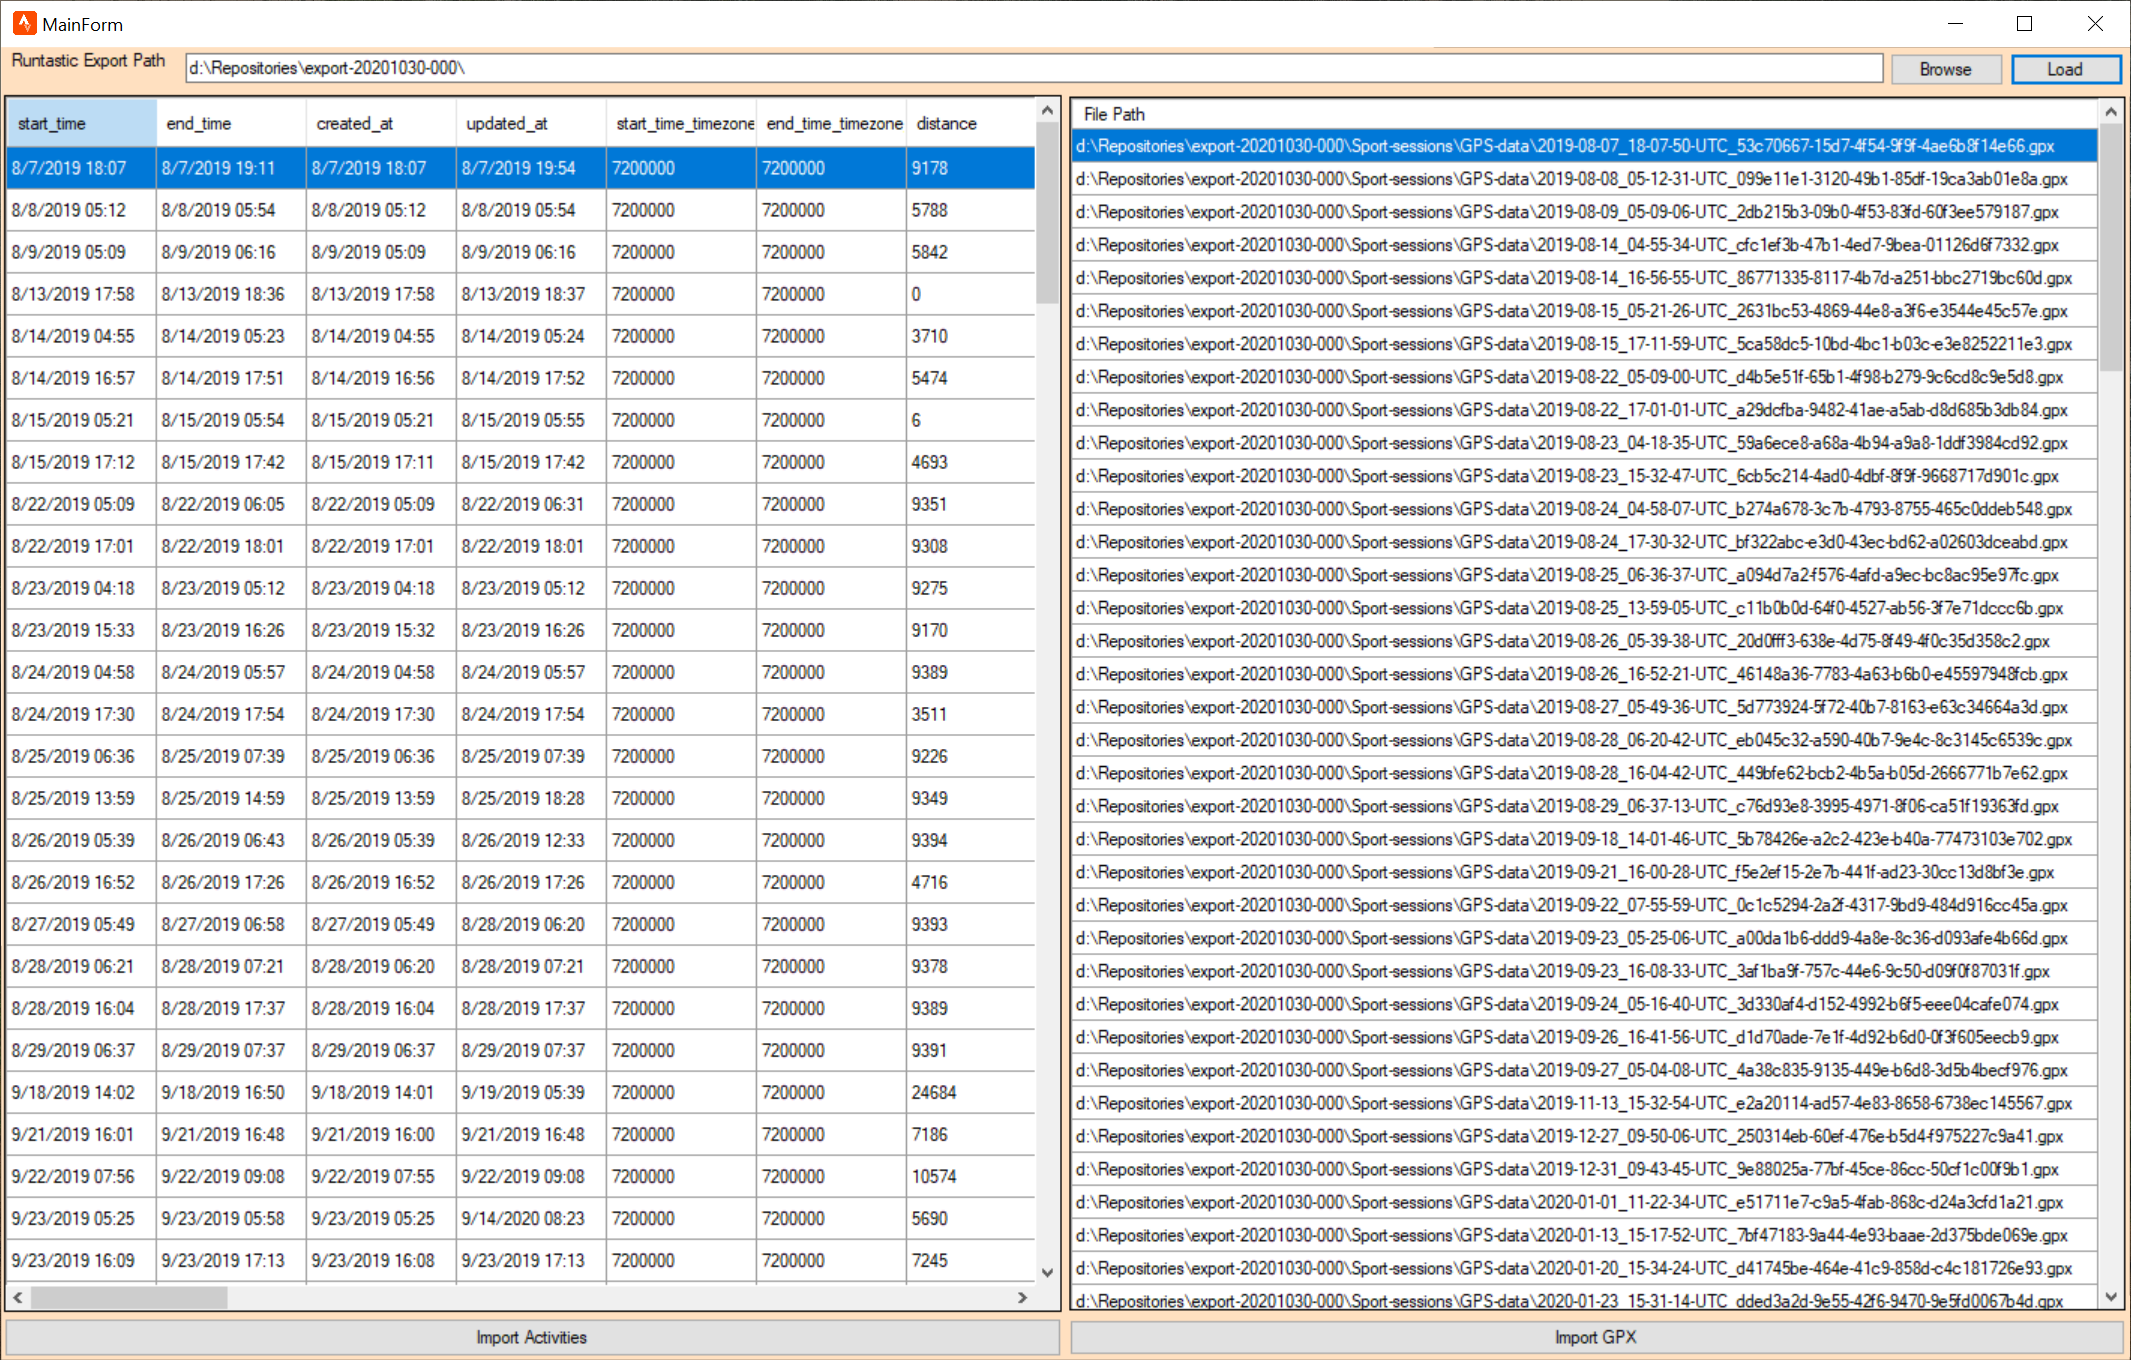 MainForm
Runtastic Export Path d:\Repositories\export-20201030-000\ Browse Load
start_time end_time created_at updated_at start_time_timezone end_time_timezone distance
8/7/2019 18:07 8/7/2019 19:11 8/7/2019 18:07 8/7/2019 19:54 7200000 7200000 9178
8/8/2019 05:12 8/8/2019 05:54 8/8/2019 05:12 8/8/2019 05:54 7200000 7200000 5788
8/9/2019 05:09 8/9/2019 06:16 8/9/2019 05:09 8/9/2019 06:16 7200000 7200000 5842
8/13/2019 17:58 8/13/2019 18:36 8/13/2019 17:58 8/13/2019 18:37 7200000 7200000 0
8/14/2019 04:55 8/14/2019 05:23 8/14/2019 04:55 8/14/2019 05:24 7200000 7200000 3710
8/14/2019 16:57 8/14/2019 17:51 8/14/2019 16:56 8/14/2019 17:52 7200000 7200000 5474
8/15/2019 05:21 8/15/2019 05:54 8/15/2019 05:21 8/15/2019 05:55 7200000 7200000 6
8/15/2019 17:12 8/15/2019 17:42 8/15/2019 17:11 8/15/2019 17:42 7200000 7200000 4693
8/22/2019 05:09 8/22/2019 06:05 8/22/2019 05:09 8/22/2019 06:31 7200000 7200000 9351
8/22/2019 17:01 8/22/2019 18:01 8/22/2019 17:01 8/22/2019 18:01 7200000 7200000 9308
8/23/2019 04:18 8/23/2019 05:12 8/23/2019 04:18 8/23/2019 05:12 7200000 7200000 9275
8/23/2019 15:33 8/23/2019 16:26 8/23/2019 15:32 8/23/2019 16:26 7200000 7200000 9170
8/24/2019 04:58 8/24/2019 05:57 8/24/2019 04:58 8/24/2019 05:57 7200000 7200000 9389
8/24/2019 17:30 8/24/2019 17:54 8/24/2019 17:30 8/24/2019 17:54 7200000 7200000 3511
8/25/2019 06:36 8/25/2019 07:39 8/25/2019 06:36 8/25/2019 07:39 7200000 7200000 9226
8/25/2019 13:59 8/25/2019 14:59 8/25/2019 13:59 8/25/2019 18:28 7200000 7200000 9349
8/26/2019 05:39 8/26/2019 06:43 8/26/2019 05:39 8/26/2019 12:33 7200000 7200000 9394
8/26/2019 16:52 8/26/2019 17:26 8/26/2019 16:52 8/26/2019 17:26 7200000 7200000 4716
8/27/2019 05:49 8/27/2019 06:58 8/27/2019 05:49 8/28/2019 06:20 7200000 7200000 9393
8/28/2019 06:21 8/28/2019 07:21 8/28/2019 06:20 8/28/2019 07:21 7200000 7200000 9378
8/28/2019 16:04 8/28/2019 17:37 8/28/2019 16:04 8/28/2019 17:37 7200000 7200000 9389
8/29/2019 06:37 8/29/2019 07:37 8/29/2019 06:37 8/29/2019 07:37 7200000 7200000 9391
9/18/2019 14:02 9/18/2019 16:50 9/18/2019 14:01 9/19/2019 05:39 7200000 7200000 24684
9/21/2019 16:01 9/21/2019 16:48 9/21/2019 16:00 9/21/2019 16:48 7200000 7200000 7186
9/22/2019 07:56 9/22/2019 09:08 9/22/2019 07:55 9/22/2019 09:08 7200000 7200000 10574
9/23/2019 05:25 9/23/2019 05:58 9/23/2019 05:25 9/14/2020 08:23 7200000 7200000 5690
9/23/2019 16:09 9/23/2019 17:13 9/23/2019 16:08 9/23/2019 17:13 7200000 7200000 7245
Import Activities
File Path
d:\Repositories\export-20201030-000\Sport-sessions\GPS-data\2019-08-07_18-07-50-UTC_53c70667-15d7-4f54-9f9f-4ae6b8f14e66.gpx
d:\Repositories\export-20201030-000\Sport-sessions\GPS-data\2019-08-08_05-12-31-UTC_099e11e1-3120-49b1-85df-19ca3ab01e8a.gpx
d:\Repositories\export-20201030-000\Sport-sessions\GPS-data\2019-08-09_05-09-06-UTC_2db215b3-09b0-4f53-83fd-60f3ee579187.gpx
d:\Repositories\export-20201030-000\Sport-sessions\GPS-data\2019-08-14_04-55-34-UTC_cfc1ef3b-47b1-4ed7-9bea-01126d6f7332.gpx
d:\Repositories\export-20201030-000\Sport-sessions\GPS-data\2019-08-14_16-56-55-UTC_86771335-8117-4b7d-a251-bbc2719bc60d.gpx
d:\Repositories\export-20201030-000\Sport-sessions\GPS-data\2019-08-15_05-21-26-UTC_2631bc53-4869-44e8-a3f6-e3544e45c57e.gpx
d:\Repositories\export-20201030-000\Sport-sessions\GPS-data\2019-08-15_17-11-59-UTC_5ca58dc5-10bd-4bc1-b03c-e3e8252211e3.gpx
d:\Repositories\export-20201030-000\Sport-sessions\GPS-data\2019-08-22_05-09-00-UTC_d4b5e51f-65b1-4f98-b279-9c6cd8c9e5d8.gpx
d:\Repositories\export-20201030-000\Sport-sessions\GPS-data\2019-08-22_17-01-01-UTC_a29dcfba-9482-41ae-a5ab-d8d685b3db84.gpx
d:\Repositories\export-20201030-000\Sport-sessions\GPS-data\2019-08-23_04-18-35-UTC_59a6ece8-a68a-4b94-a9a8-1ddf3984cd92.gpx
d:\Repositories\export-20201030-000\Sport-sessions\GPS-data\2019-08-23_15-32-47-UTC_6cb5c214-4ad0-4dbf-8f9f-9668717d901c.gpx
d:\Repositories\export-20201030-000\Sport-sessions\GPS-data\2019-08-24_04-58-07-UTC_b274a678-3c7b-4793-8755-465c0ddeb548.gpx
d:\Repositories\export-20201030-000\Sport-sessions\GPS-data\2019-08-24_17-30-32-UTC_bf322abc-e3d0-43ec-bd62-a02603dceabd.gpx
d:\Repositories\export-20201030-000\Sport-sessions\GPS-data\2019-08-25_06-36-37-UTC_a094d7a2-f576-4afd-a9ec-bc8ac95e97fc.gpx
d:\Repositories\export-20201030-000\Sport-sessions\GPS-data\2019-08-25_13-59-05-UTC_c11b0b0d-64f0-4527-ab56-3f7e71dccc6b.gpx
d:\Repositories\export-20201030-000\Sport-sessions\GPS-data\2019-08-26_05-39-38-UTC_20d0fff3-638e-4d75-8f49-4f0c35d358c2.gpx
d:\Repositories\export-20201030-000\Sport-sessions\GPS-data\2019-08-26_16-52-21-UTC_46148a36-7783-4a63-b6b0-e45597948fcb.gpx
d:\Repositories\export-20201030-000\Sport-sessions\GPS-data\2019-08-27_05-49-36-UTC_5d773924-5f72-40b7-8163-e63c34664a3d.gpx
d:\Repositories\export-20201030-000\Sport-sessions\GPS-data\2019-08-28_06-20-42-UTC_eb045c32-a590-40b7-9e4c-8c3145c6539c.gpx
d:\Repositories\export-20201030-000\Sport-sessions\GPS-data\2019-08-28_16-04-42-UTC_449bfe62-bcb2-4b5a-b05d-2666771b7e62.gpx
d:\Repositories\export-20201030-000\Sport-sessions\GPS-data\2019-08-29_06-37-13-UTC_c76d93e8-3995-4971-8f06-ca51f19363fd.gpx
d:\Repositories\export-20201030-000\Sport-sessions\GPS-data\2019-09-18_14-01-46-UTC_5b78426e-a2c2-423e-b40a-77473103e702.gpx
d:\Repositories\export-20201030-000\Sport-sessions\GPS-data\2019-09-21_16-00-28-UTC_f5e2ef15-2e7b-441f-ad23-30cc13d8bf3e.gpx
d:\Repositories\export-20201030-000\Sport-sessions\GPS-data\2019-09-22_07-55-59-UTC_0c1c5294-2a2f-4317-9bd9-484d916cc45a.gpx
d:\Repositories\export-20201030-000\Sport-sessions\GPS-data\2019-09-23_05-25-06-UTC_a00da1b6-ddd9-4a8e-8c36-d093afe4b66d.gpx
d:\Repositories\export-20201030-000\Sport-sessions\GPS-data\2019-09-23_16-08-33-UTC_3af1ba9f-757c-44e6-9c50-d09f0f87031f.gpx
d:\Repositories\export-20201030-000\Sport-sessions\GPS-data\2019-09-24_05-16-40-UTC_3d330af4-d152-4992-b6f5-eee04cafe074.gpx
d:\Repositories\export-20201030-000\Sport-sessions\GPS-data\2019-09-26_16-41-56-UTC_d1d70ade-7e1f-4d92-b6d0-0f3f605eecb9.gpx
d:\Repositories\export-20201030-000\Sport-sessions\GPS-data\2019-09-27_05-04-08-UTC_4a38c835-9135-449e-b6d8-3d5b4becf976.gpx
d:\Repositories\export-20201030-000\Sport-sessions\GPS-data\2019-11-13_15-32-54-UTC_e2a20114-ad57-4e83-8658-6738ec145567.gpx
d:\Repositories\export-20201030-000\Sport-sessions\GPS-data\2019-12-27_09-50-06-UTC_250314eb-60ef-476e-b5d4-f975227c9a41.gpx
d:\Repositories\export-20201030-000\Sport-sessions\GPS-data\2019-12-31_09-43-45-UTC_9e88025a-77bf-45ce-86cc-50cf1c00f9b1.gpx
d:\Repositories\export-20201030-000\Sport-sessions\GPS-data\2020-01-01_11-22-34-UTC_e51711e7-c9a5-4fab-868c-d24a3cfd1a21.gpx
d:\Repositories\export-20201030-000\Sport-sessions\GPS-data\2020-01-13_15-17-52-UTC_7bf47183-9a44-4e93-baae-2d375bde069e.gpx
d:\Repositories\export-20201030-000\Sport-sessions\GPS-data\2020-01-20_15-34-24-UTC_d41745be-464e-41c9-858d-c4c181726e93.gpx
d:\Repositories\export-20201030-000\Sport-sessions\GPS-data\2020-01-23_15-31-14-UTC_dded3a2d-9e55-42f6-9470-9e5fd0067b4d.gpx
Import GPX